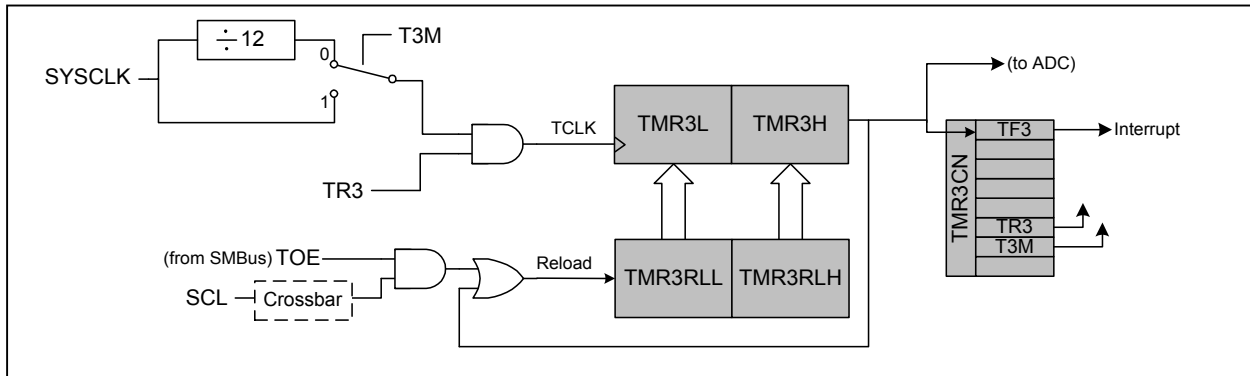 ÷ 12
T3M
0
SYSCLK
1
(to ADC)
TCLK
TMR3L
TMR3H
TF3
Interrupt
TR3
TMR3CN
TR3
T3M
(from SMBus) TOE
Reload
TMR3RLL
TMR3RLH
SCL
Crossbar